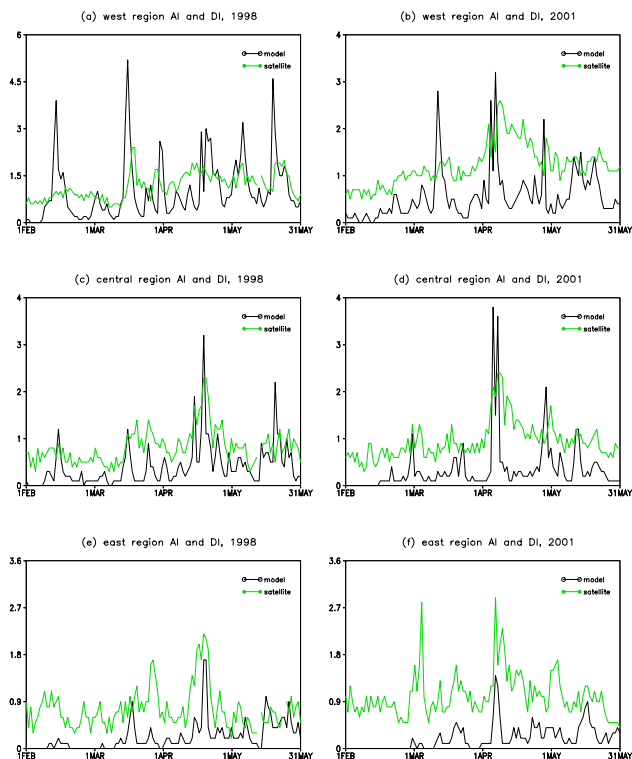 (a) west region AI and DI, 1998
6
4.5
3
1.5
0
1FEB 1MAR 1APR 1MAY 31MAY
model
satellite
(b) west region AI and DI, 2001
4
3
2
1
0
1FEB 1MAR 1APR 1MAY 31MAY
model
satellite
(c) central region AI and DI, 1998
4
3
2
1
0
1FEB 1MAR 1APR 1MAY 31MAY
model
satellite
(d) central region AI and DI, 2001
4
3
2
1
0
1FEB 1MAR 1APR 1MAY 31MAY
model
satellite
(e) east region AI and DI, 1998
3.6
2.7
1.8
0.9
0
1FEB 1MAR 1APR 1MAY 31MAY
model
satellite
(f) east region AI and DI, 2001
3.6
2.7
1.8
0.9
0
1FEB 1MAR 1APR 1MAY 31MAY
model
satellite